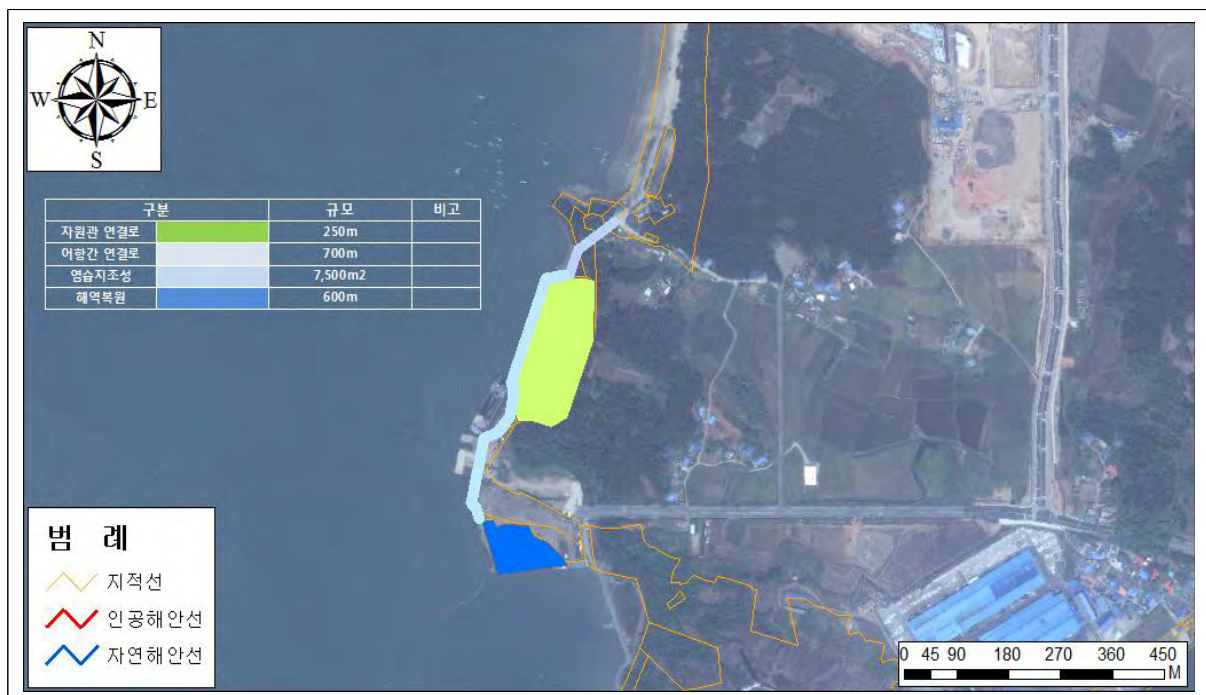 N
W E
S
구분 규모 비고
자원관 연결로 250m
어항간 연결로 700m
염습지조성 7,500m2
해역복원 600m
범 례
지적선
인공해안선
자연해안선
0 45 90 180 270 360 450
M